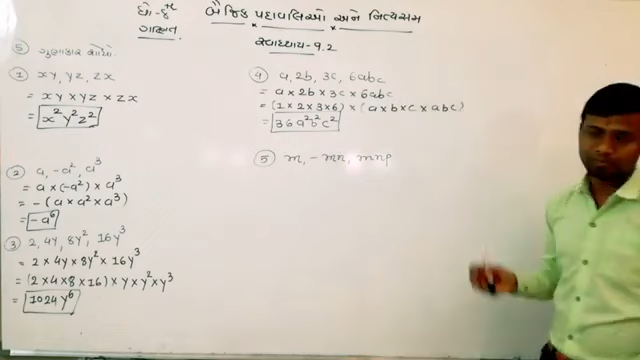 ધો-૮
ગણિત
બૈજિક પદાવલિઓ અને નિત્યસમ
સ્વાધ્યાય-9.2
⑤ ગુણાકાર શોધો.
① xy, yz, zx
= xy × yz × zx
= x²y²z²
② a, -a², a³
= a × (-a²) × a³
= -(a × a² × a³)
= -a⁶
③ 2, 4y, 8y², 16y³
= 2 × 4y × 8y² × 16y³
= (2 × 4 × 8 × 16) × y × y² × y³
= 1024y⁶
④ a, 2b, 3c, 6abc
= a × 2b × 3c × 6abc
= (1 × 2 × 3 × 6) × (a × b × c × abc)
= 36a²b²c²
⑤ m, -mn, mnp